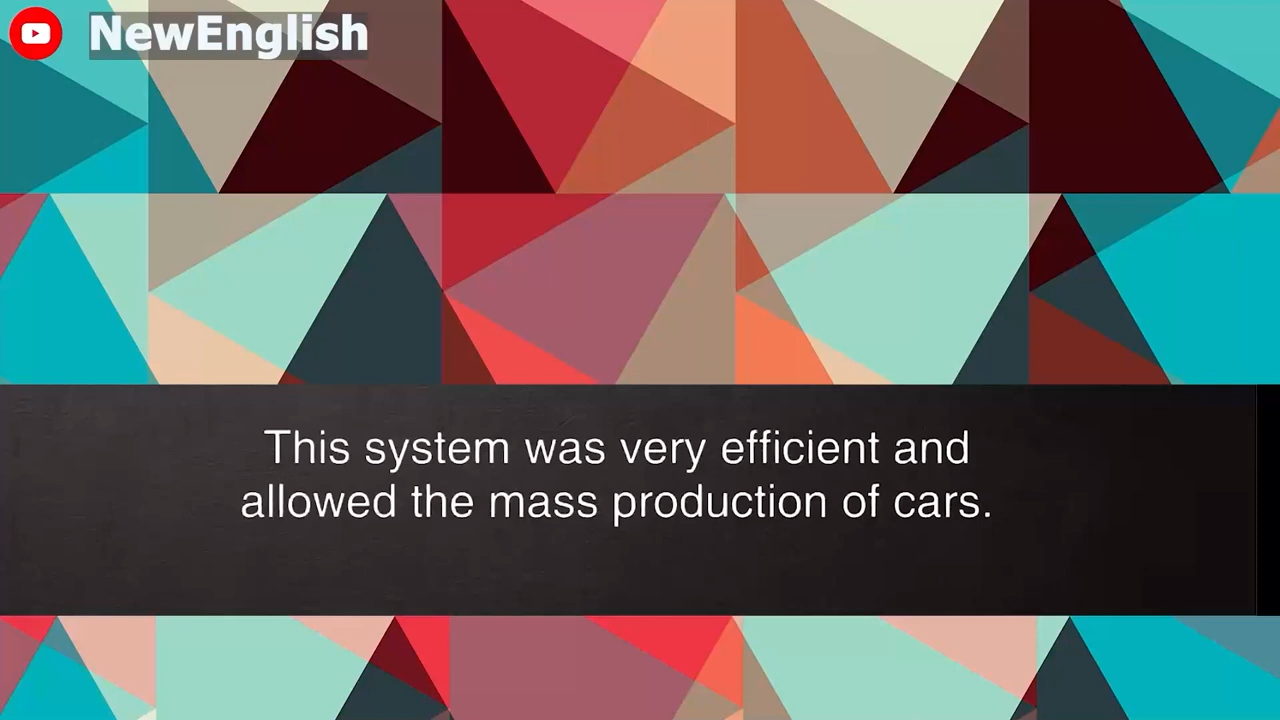 NewEnglish
This system was very efficient and
allowed the mass production of cars.